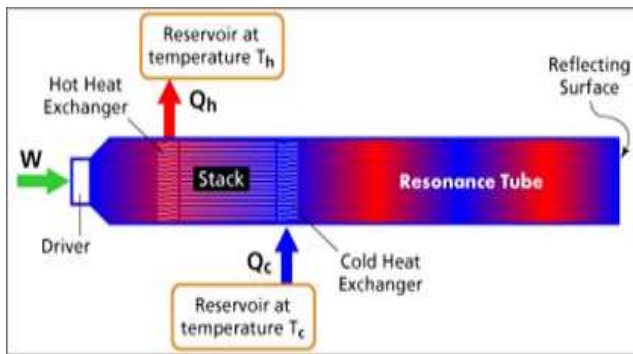 Reservoir at
temperature Th
Hot Heat
Exchanger
Qh
Reflecting
Surface
W
Stack
Resonance Tube
Driver
Qc
Cold Heat
Exchanger
Reservoir at
temperature Tc